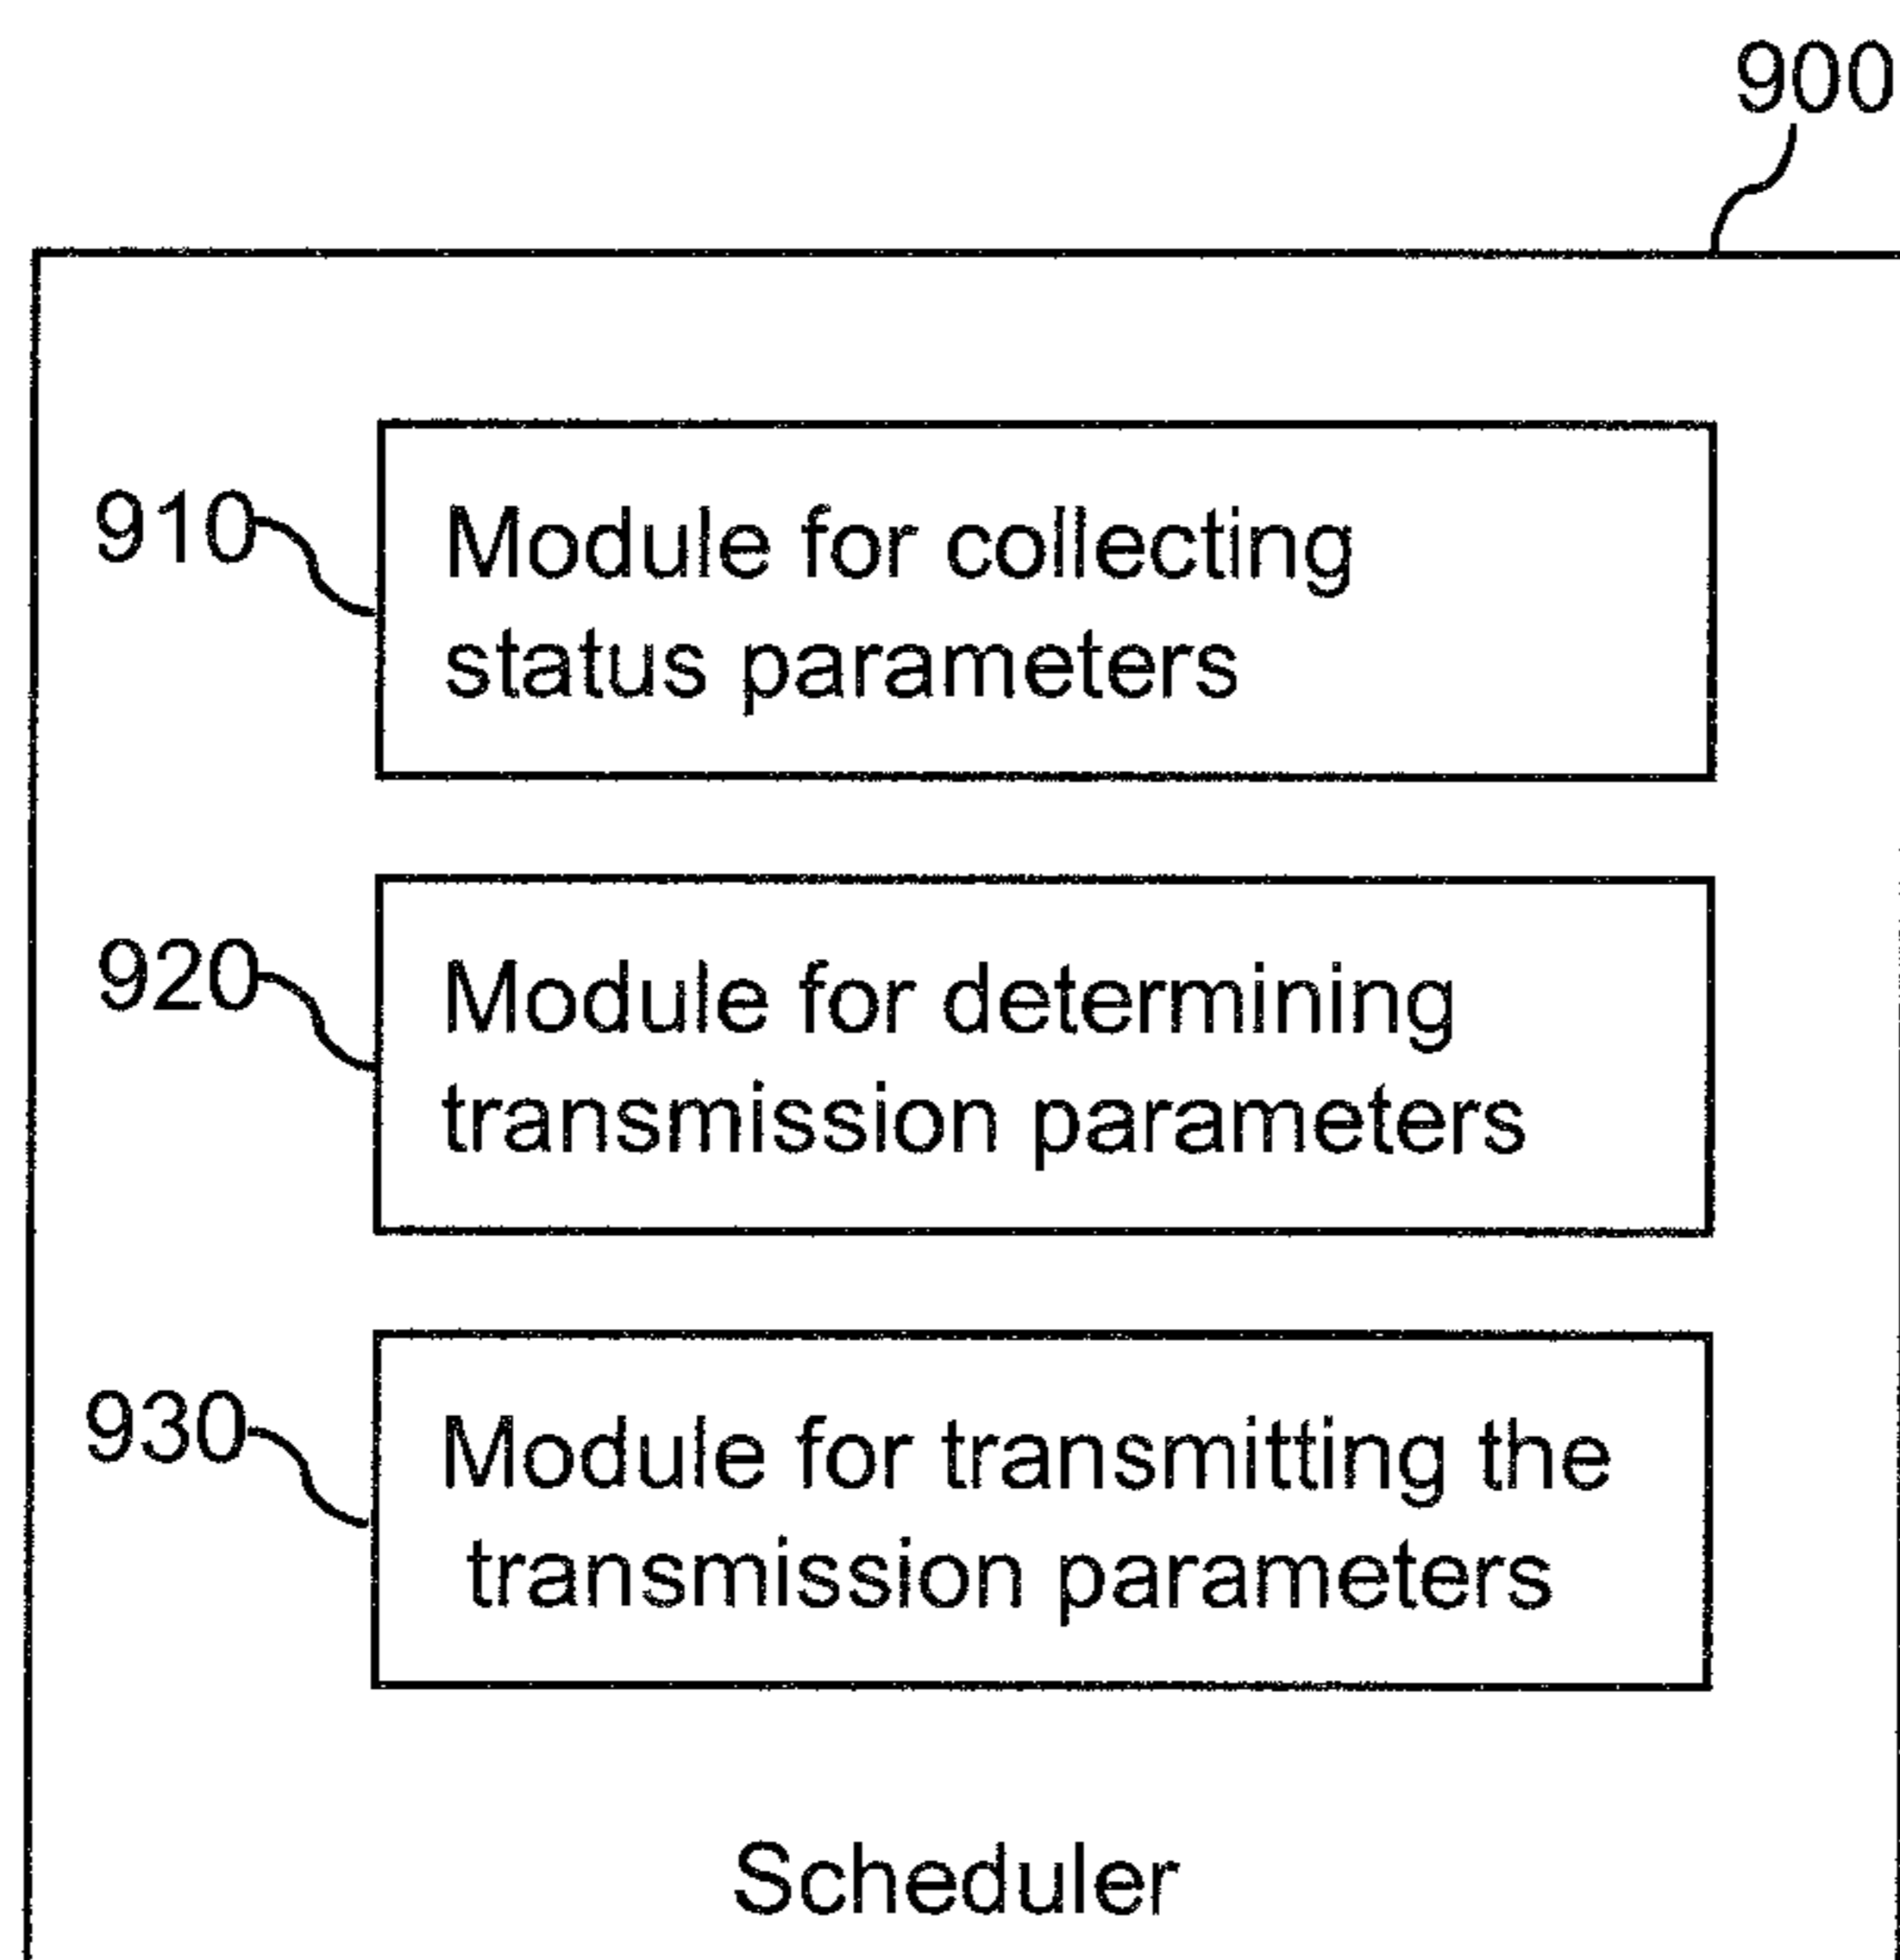 900
910
Module for collecting
status parameters
920
Module for determining
transmission parameters
930
Module for transmitting the
transmission parameters
Scheduler